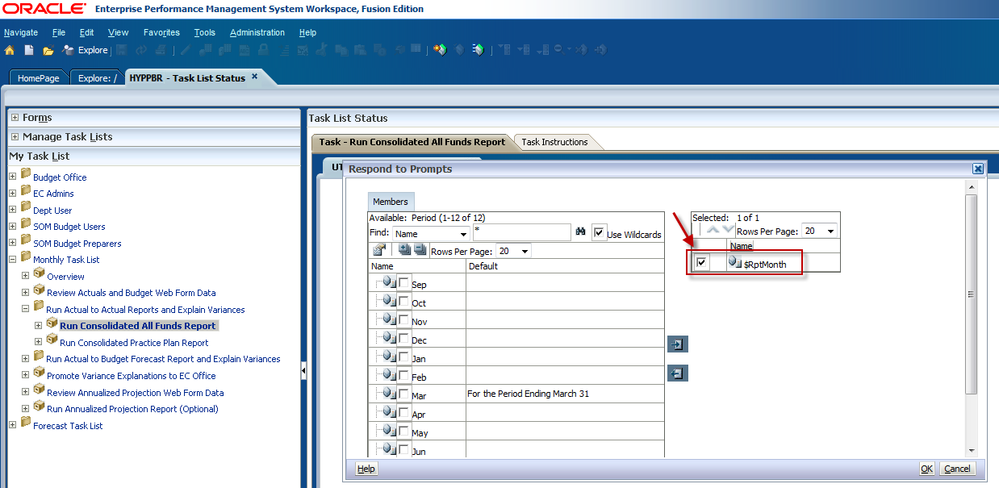 ORACLE® Enterprise Performance Management System Workspace, Fusion Edition
Navigate File Edit View Favorites Tools Administration Help
Explore
HomePage Explore: / HYPPBR - Task List Status
Forms
Manage Task Lists
My Task List
Budget Office
EC Admins
Dept User
SOM Budget Users
SOM Budget Preparers
Monthly Task List
Overview
Review Actuals and Budget Web Form Data
Run Actual to Actual Reports and Explain Variances
Run Consolidated All Funds Report
Run Consolidated Practice Plan Report
Run Actual to Budget Forecast Report and Explain Variances
Promote Variance Explanations to EC Office
Review Annualized Projection Web Form Data
Run Annualized Projection Report (Optional)
Forecast Task List
Task List Status
Task - Run Consolidated All Funds Report Task Instructions
UT
Respond to Prompts
Members
Available: Period (1-12 of 12)
Find: Name * Use Wildcards
Rows Per Page: 20
Name Default
Sep
Oct
Nov
Dec
Jan
Feb
Mar For the Period Ending March 31
Apr
May
Jun
Selected: 1 of 1
Rows Per Page: 20
Name
$RptMonth
Help OK Cancel